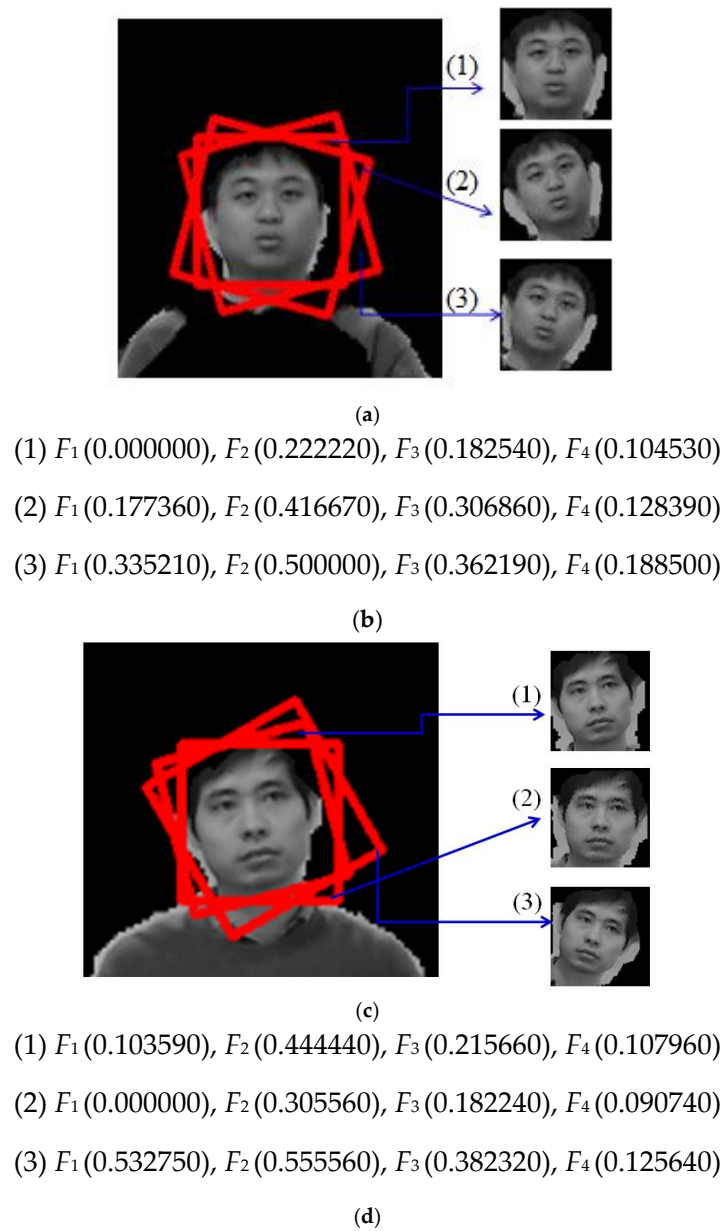 (1)
(2)
(3)
(a)
(1) F1 (0.000000), F2 (0.222220), F3 (0.182540), F4 (0.104530)
(2) F1 (0.177360), F2 (0.416670), F3 (0.306860), F4 (0.128390)
(3) F1 (0.335210), F2 (0.500000), F3 (0.362190), F4 (0.188500)
(b)
(1)
(2)
(3)
(c)
(1) F1 (0.103590), F2 (0.444440), F3 (0.215660), F4 (0.107960)
(2) F1 (0.000000), F2 (0.305560), F3 (0.182240), F4 (0.090740)
(3) F1 (0.532750), F2 (0.555560), F3 (0.382320), F4 (0.125640)
(d)